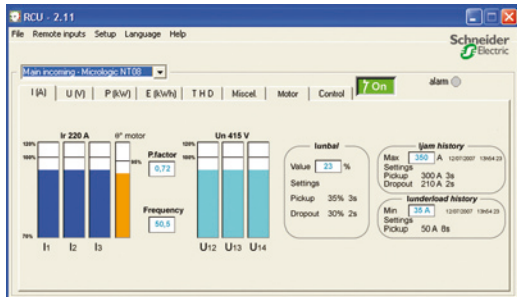 RCU - 2.11
File Remote inputs Setup Language Help
Schneider
Electric
Main incoming - Micrologic NT08
I (A) U (V) P (kW) E (kWh) T H D Miscel. Motor Control On alarm
Ir 220 A θ° motor Un 415 V
120% 120%
100% 100%
P.factor
0,72
Frequency
50,5
70%
I1 I2 I3 U12 U13 U14
Iunbal
Value 23 %
Settings
Pickup 35% 3s
Dropout 30% 2s
Ijam history
Max 350 A 12/07/2007 13h54 23
Settings
Pickup 300 A 3s
Dropout 210 A 2s
Iunderload history
Min 35 A 12/07/2007 13h54 23
Settings
Pickup 50 A 8s